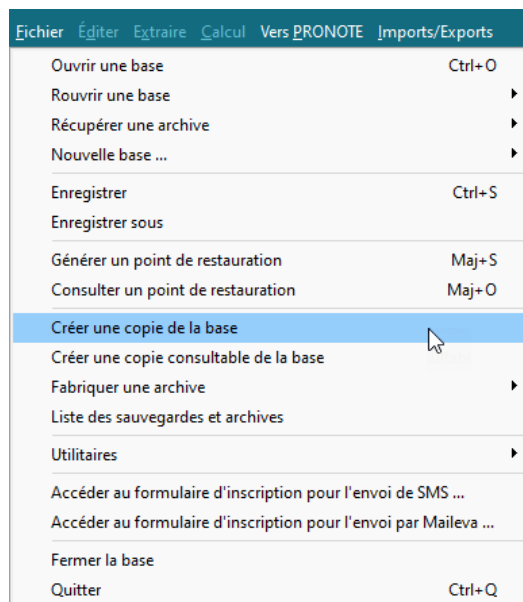 Fichier Éditer Extraire Calcul Vers PRONOTE Imports/Exports
Ouvrir une base Ctrl+O
Rouvrir une base
Récupérer une archive
Nouvelle base ...
Enregistrer Ctrl+S
Enregistrer sous
Générer un point de restauration Maj+S
Consulter un point de restauration Maj+O
Créer une copie de la base
Créer une copie consultable de la base
Fabriquer une archive
Liste des sauvegardes et archives
Utilitaires
Accéder au formulaire d'inscription pour l'envoi de SMS ...
Accéder au formulaire d'inscription pour l'envoi par Maileva ...
Fermer la base
Quitter Ctrl+Q